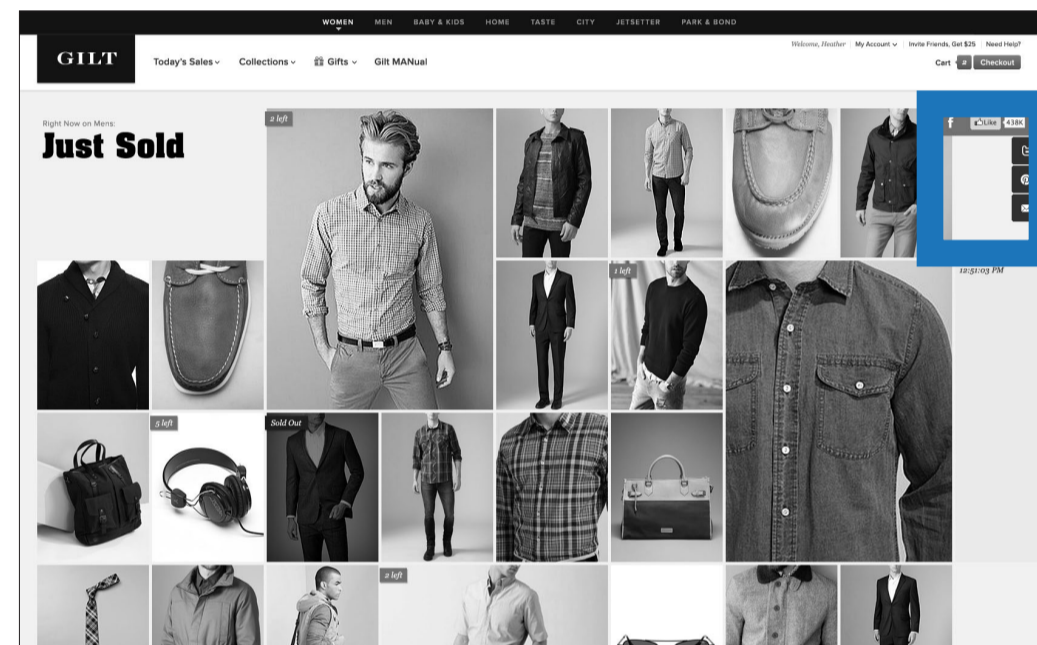 WOMEN MEN BABY & KIDS HOME TASTE CITY JETSETTER PARK & BOND
Welcome, Heather My Account Invite Friends, Get $25 Need Help?
GILT
Today's Sales Collections Gifts Gilt MANual
Cart 2 Checkout
Right Now on Mens:
Just Sold
2 left
f Like 438K
12:51:03 PM
1 left
5 left
Sold Out
2 left